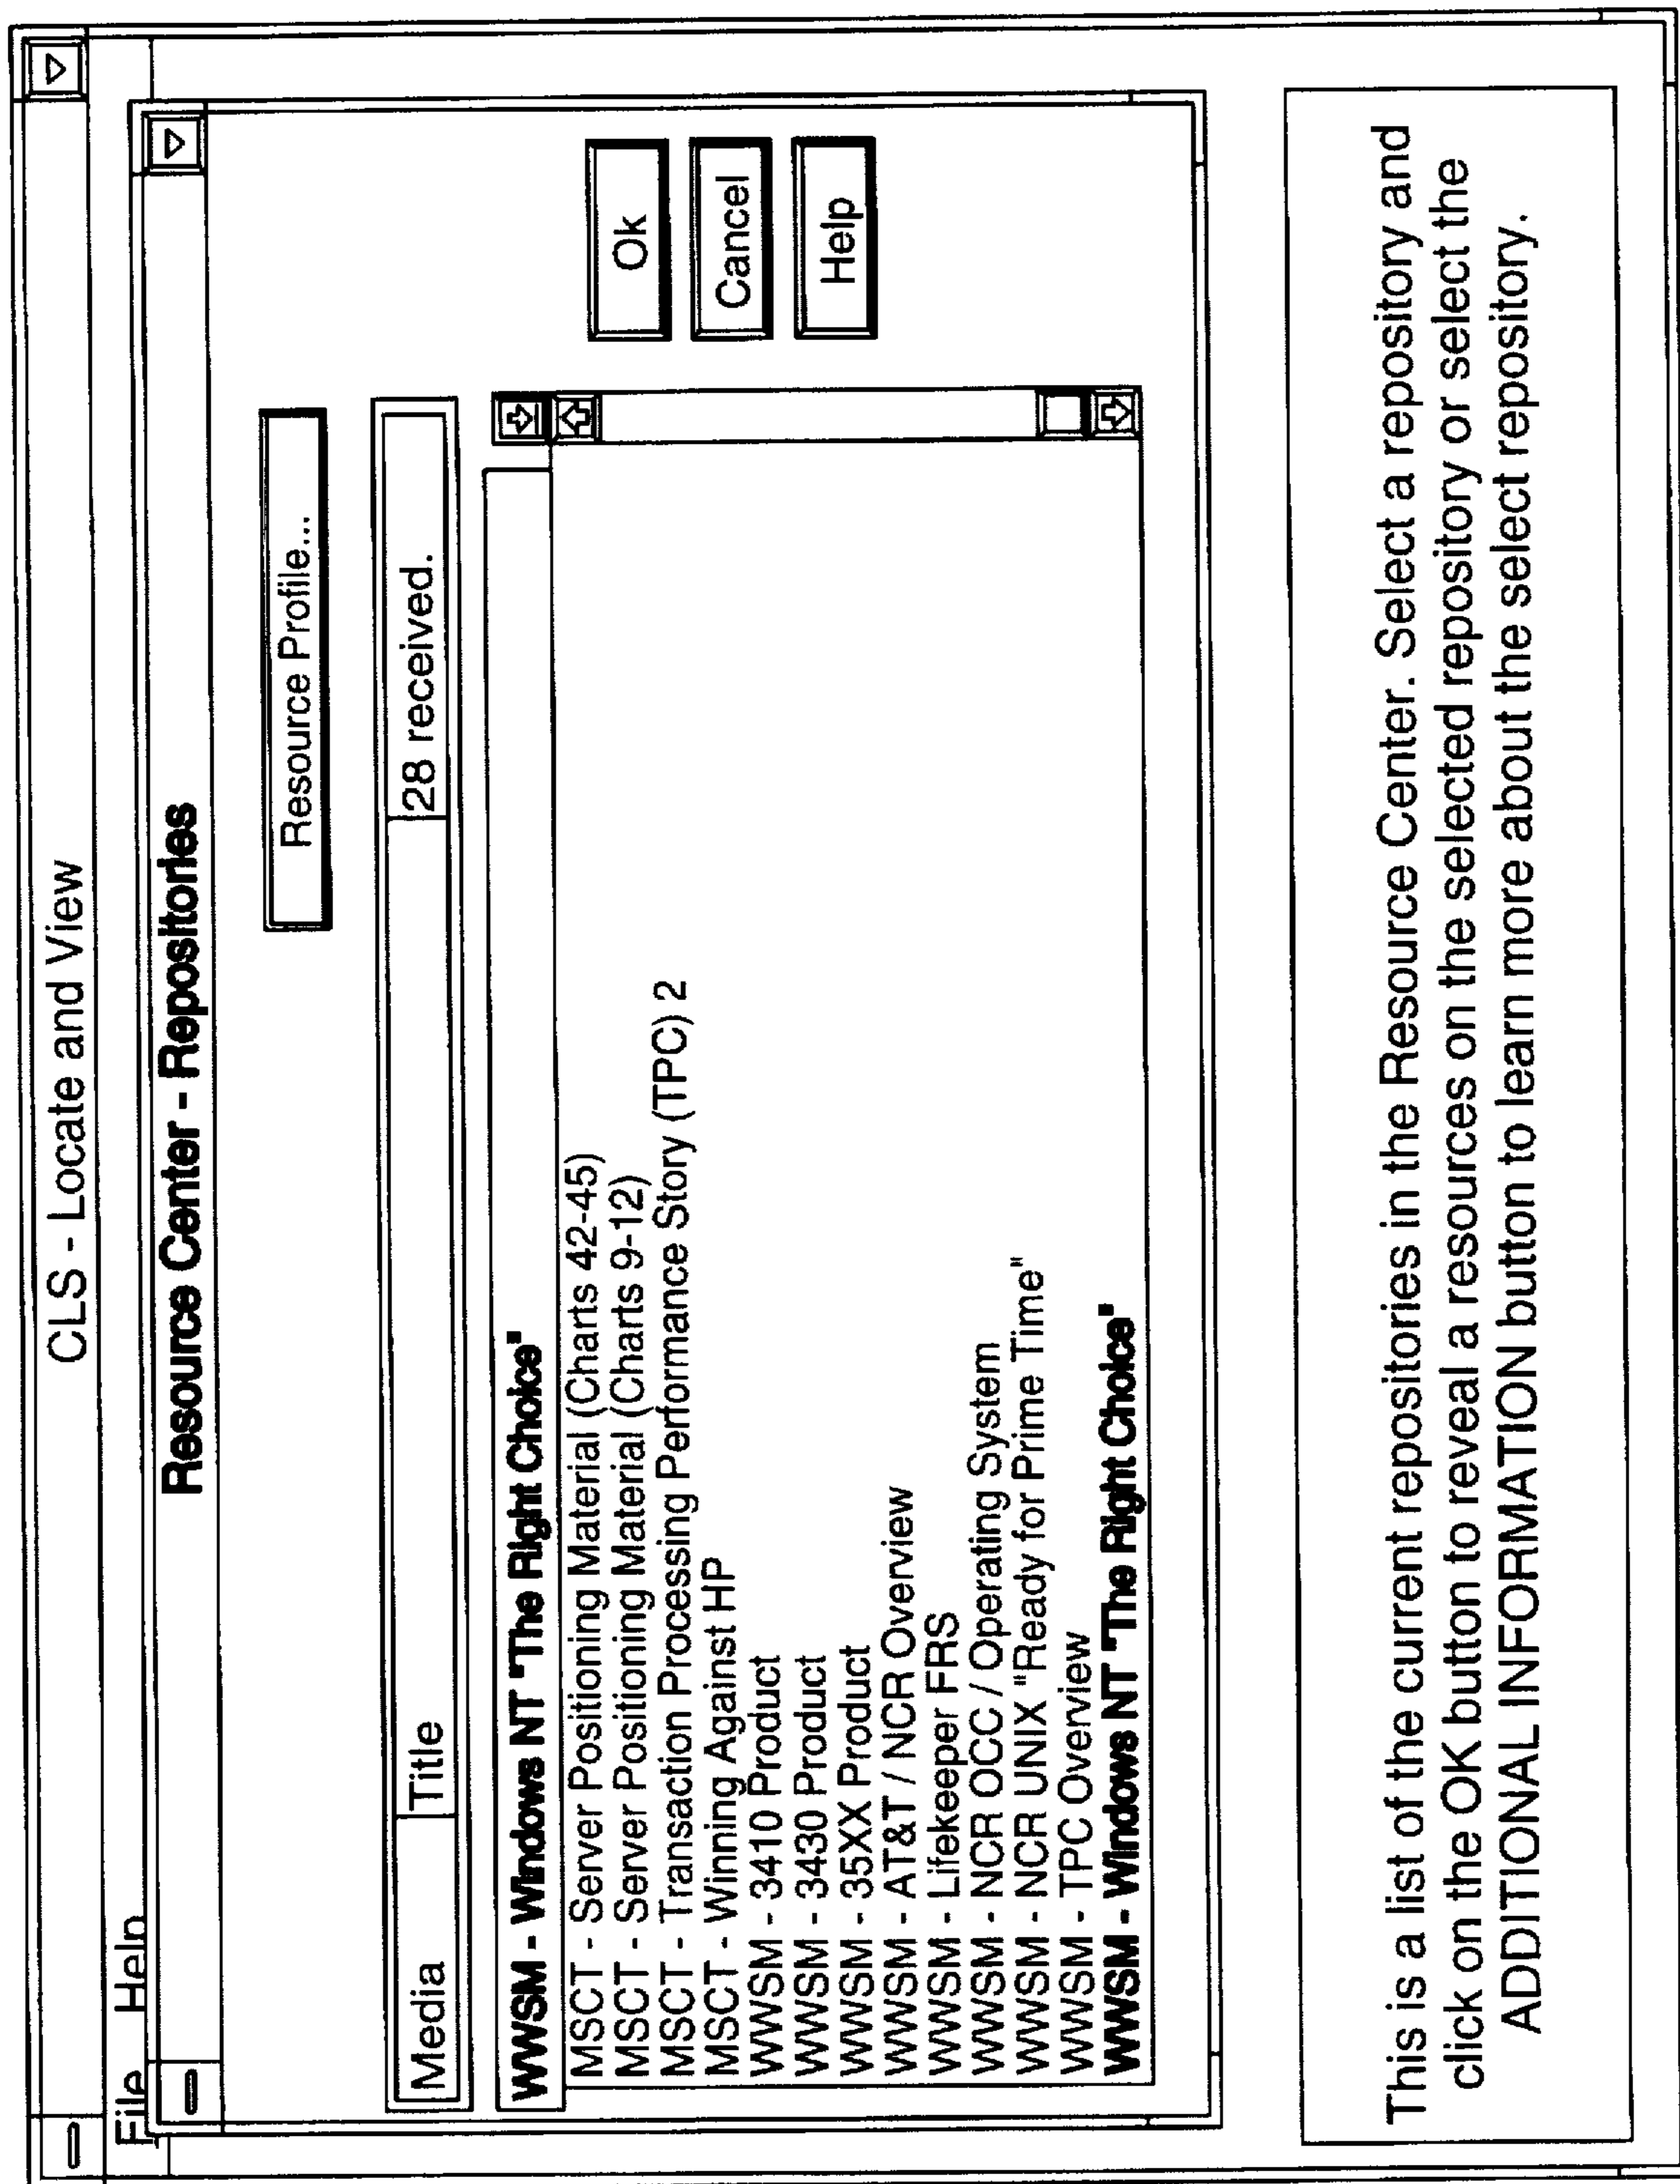 CLS - Locate and View
File Help
Resource Center - Repositories
Resource Profile...
Media Title 28 received.
WWSM - Windows NT "The Right Choice"
MSCT - Server Positioning Material (Charts 42-45)
MSCT - Server Positioning Material (Charts 9-12)
MSCT - Transaction Processing Performance Story (TPC) 2
MSCT - Winning Against HP
WWSM - 3410 Product
WWSM - 3430 Product
WWSM - 35XX Product
WWSM - AT&T / NCR Overview
WWSM - Lifekeeper FRS
WWSM - NCR OCC / Operating System
WWSM - NCR UNIX "Ready for Prime Time"
WWSM - TPC Overview
WWSM - Windows NT "The Right Choice"
Ok
Cancel
Help
This is a list of the current repositories in the Resource Center. Select a repository and
click on the OK button to reveal a resources on the selected repository or select the
ADDITIONAL INFORMATION button to learn more about the select repository.